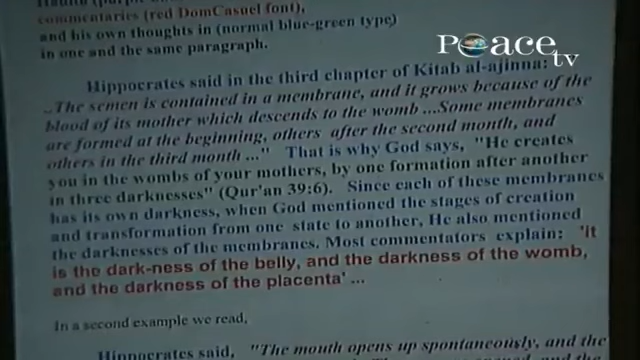 commentaries (red DomCasuel font),
and his own thoughts in (normal blue-green type)
in one and the same paragraph.
Peace tv
Hippocrates said in the third chapter of Kitab al-ajinna:
"..The semen is contained in a membrane, and it grows because of the
blood of its mother which descends to the womb ...Some membranes
are formed at the beginning, others after the second month, and
others in the third month ..." That is why God says, "He creates
you in the wombs of your mothers, by one formation after another
in three darknesses" (Qur'an 39:6). Since each of these membranes
has its own darkness, when God mentioned the stages of creation
and transformation from one state to another, He also mentioned
the darknesses of the membranes. Most commentators explain: 'it
is the dark-ness of the belly, and the darkness of the womb,
and the darkness of the placenta' ...
In a second example we read,
Hippocrates said, "The mouth opens up spontaneously, and the